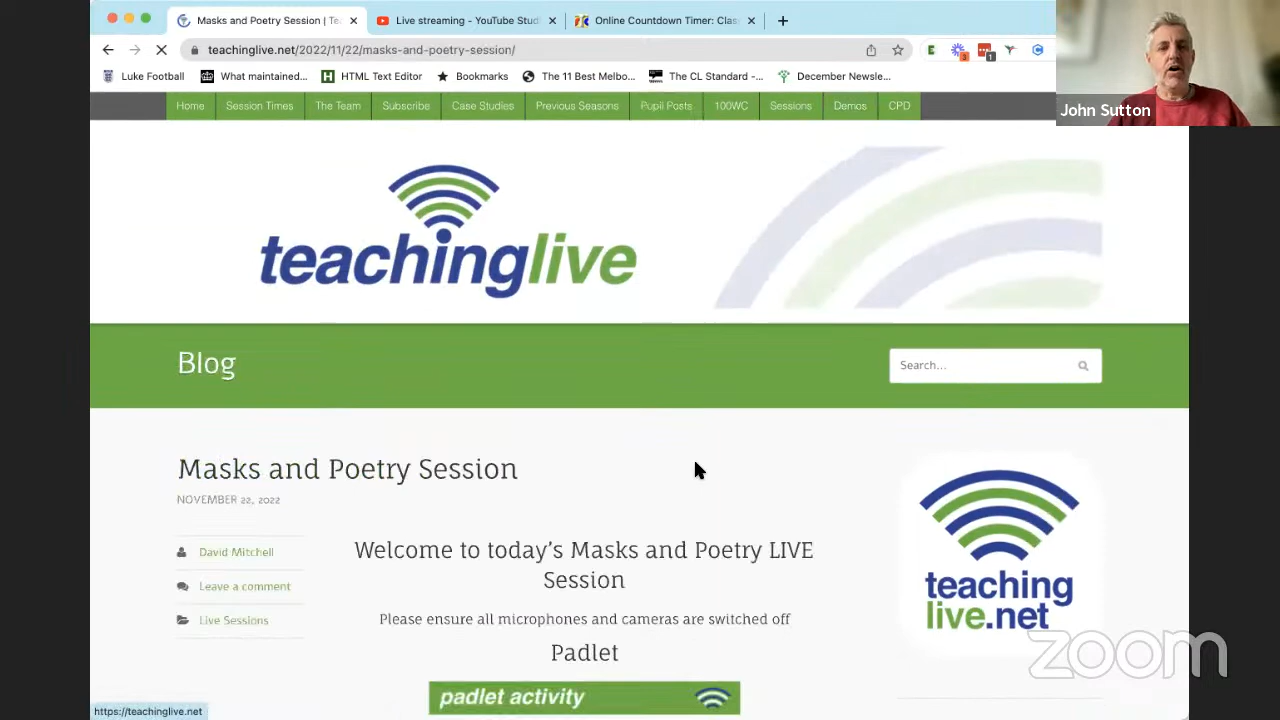 Masks and Poetry Session | Te
Live streaming - YouTube Stud
Online Countdown Timer: Clas
teachinglive.net/2022/11/22/masks-and-poetry-session/
3
1
Luke Football
What maintained...
HTML Text Editor
Bookmarks
The 11 Best Melbo...
The CL Standard -...
December Newsle...
John Sutton
Home
Session Times
The Team
Subscribe
Case Studies
Previous Seasons
Pupil Posts
100WC
Sessions
Demos
CPD
teachinglive
Blog
Search...
Masks and Poetry Session
NOVEMBER 22, 2022
David Mitchell
Leave a comment
Live Sessions
Welcome to today's Masks and Poetry LIVE
Session
Please ensure all microphones and cameras are switched off
Padlet
padlet activity
teaching
live.net
zoom
https://teachinglive.net